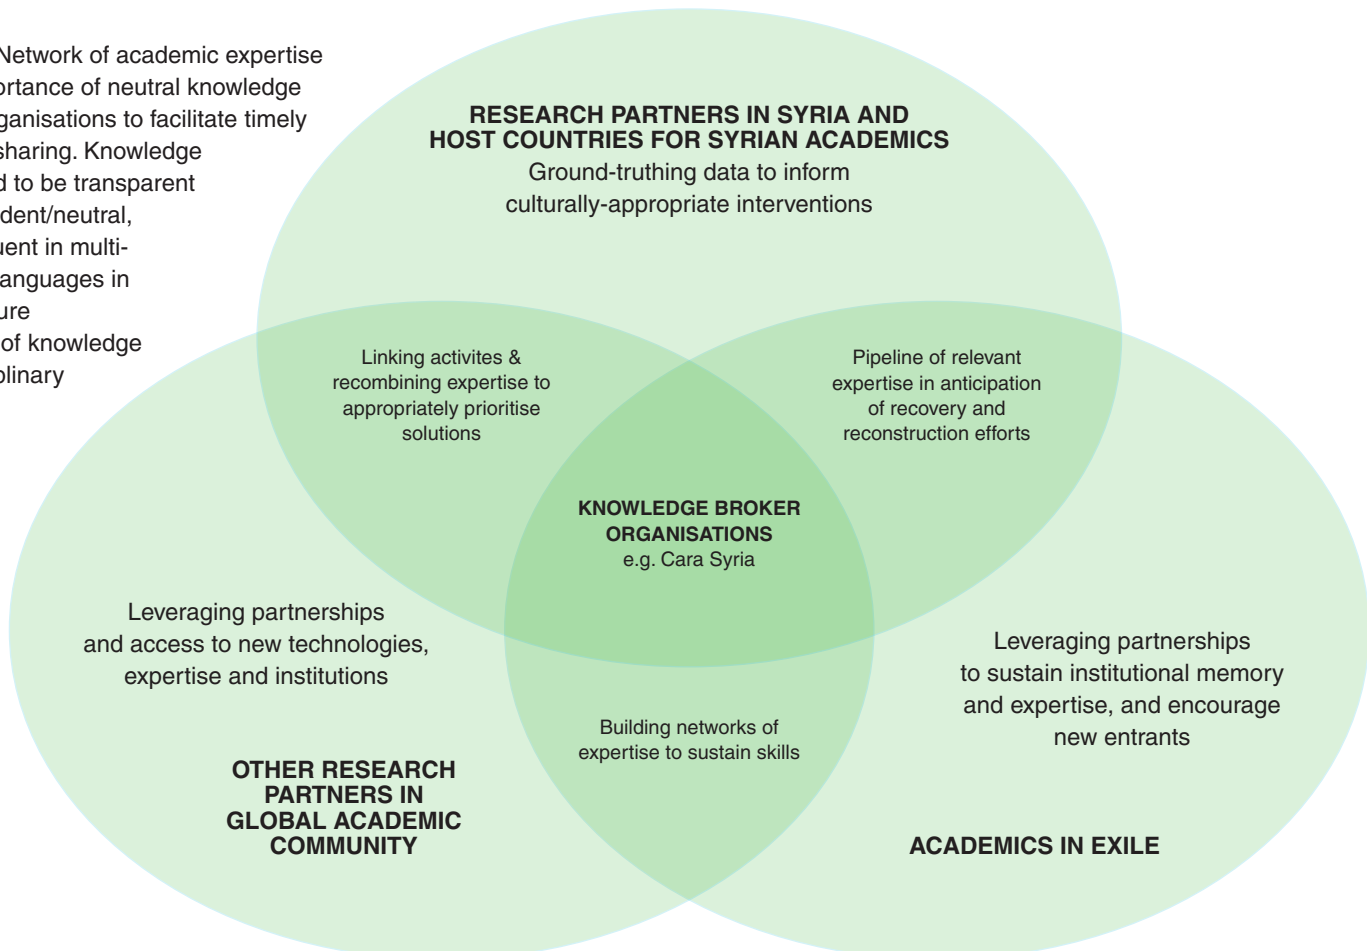 Network of academic expertise
ortance of neutral knowledge
ganisations to facilitate timely
sharing. Knowledge
d to be transparent
dent/neutral,
uent in multi-
languages in
ure
of knowledge
plinary
RESEARCH PARTNERS IN SYRIA AND
HOST COUNTRIES FOR SYRIAN ACADEMICS
Ground-truthing data to inform
culturally-appropriate interventions
Linking activites &
recombining expertise to
appropriately prioritise
solutions
Pipeline of relevant
expertise in anticipation
of recovery and
reconstruction efforts
KNOWLEDGE BROKER
ORGANISATIONS
e.g. Cara Syria
Leveraging partnerships
and access to new technologies,
expertise and institutions
Leveraging partnerships
to sustain institutional memory
and expertise, and encourage
new entrants
Building networks of
expertise to sustain skills
OTHER RESEARCH
PARTNERS IN
GLOBAL ACADEMIC
COMMUNITY
ACADEMICS IN EXILE